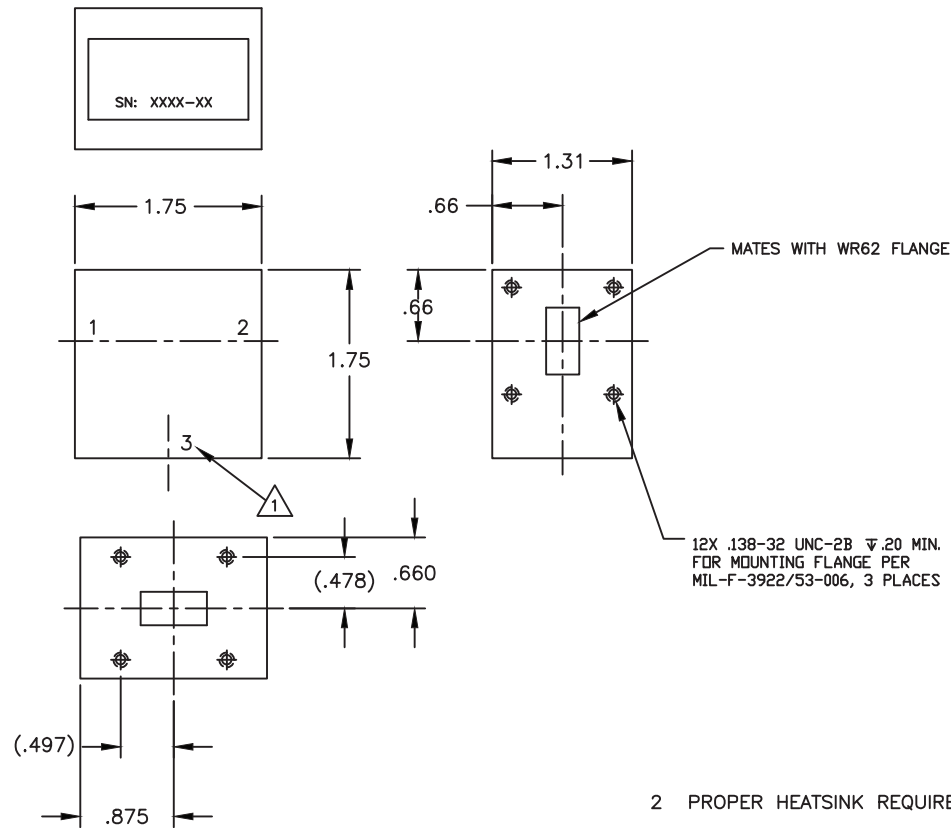 SN: XXXX-XX
1.75
1.31
.66
MATES WITH WR62 FLANGE
.66
1
2
1.75
3
1
12X .138-32 UNC-2B ↧.20 MIN.
FOR MOUNTING FLANGE PER
MIL-F-3922/53-006, 3 PLACES
(.478)
.660
(.497)
.875
2 PROPER HEATSINK REQUIRE